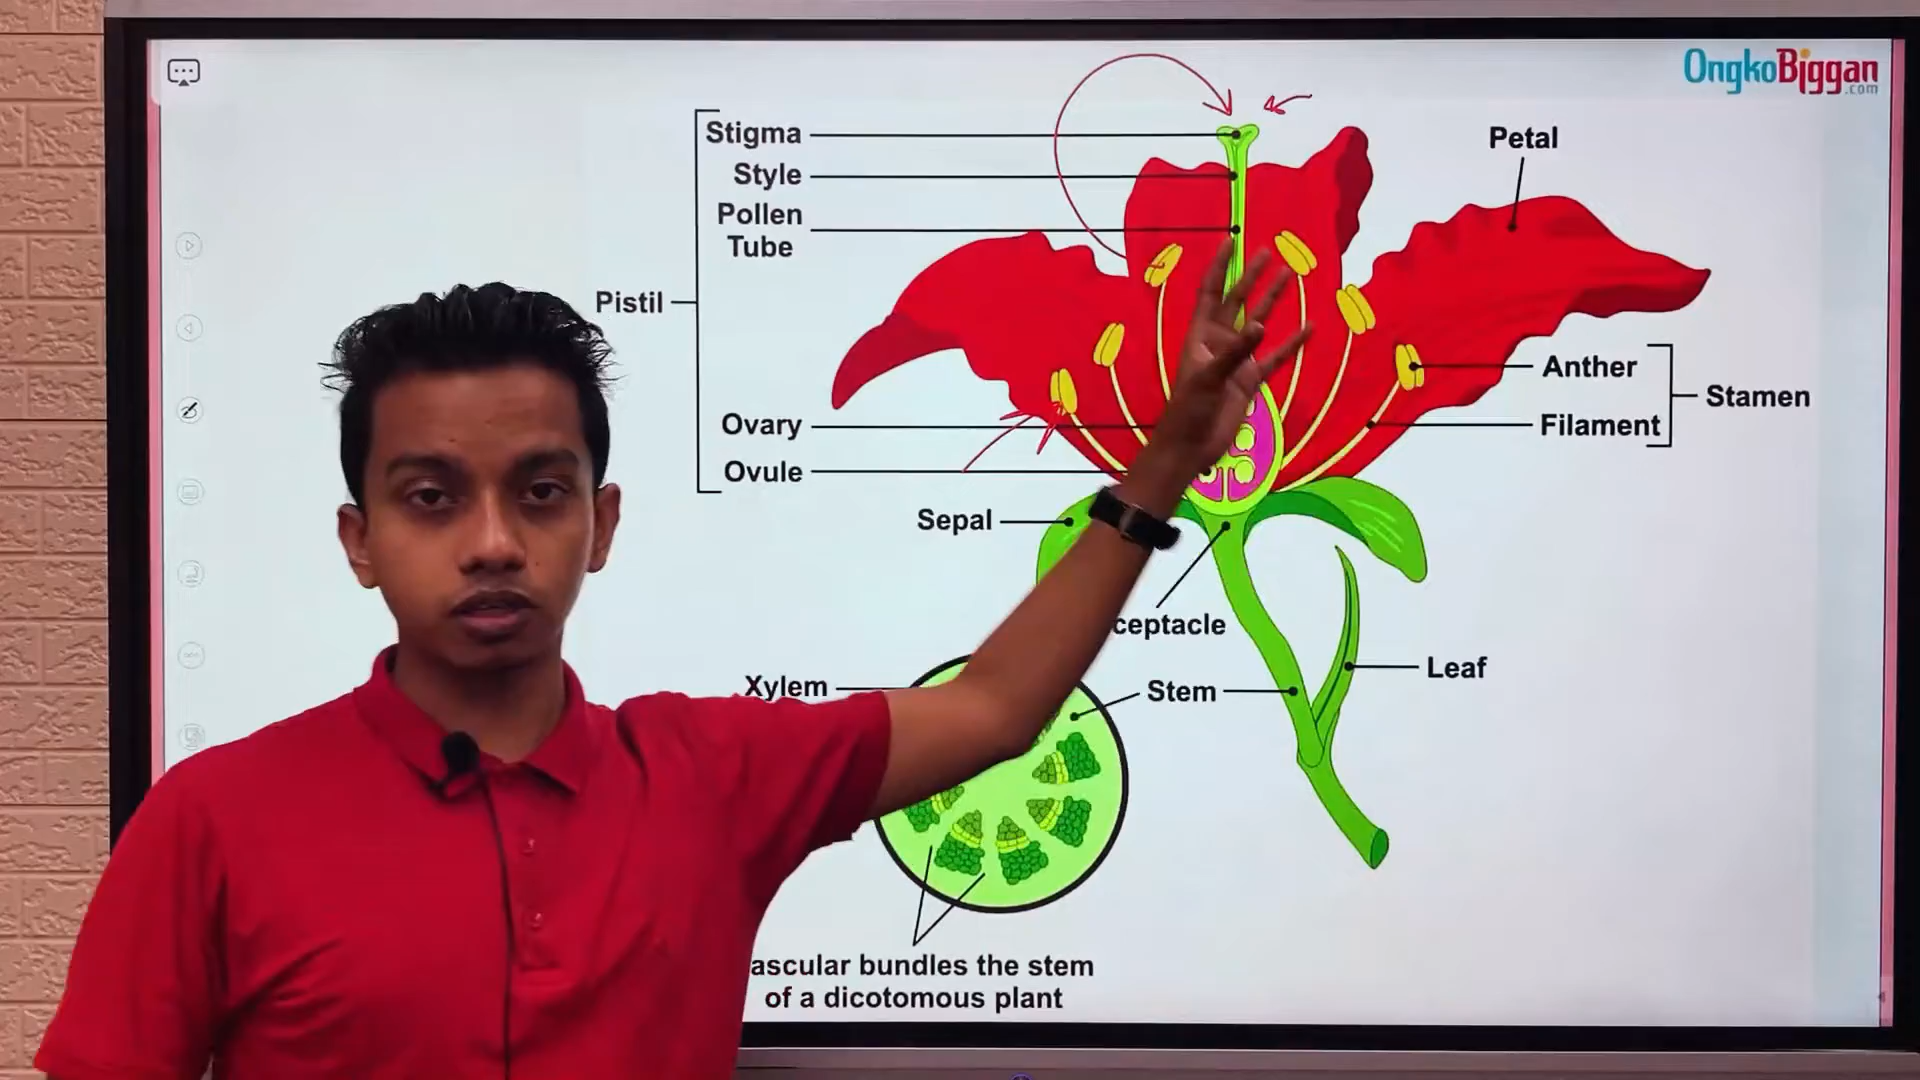 OngkoBiggan
.com
Stigma
Style
Pollen
Tube
Pistil
Ovary
Ovule
Sepal
Petal
Anther
Filament
Stamen
ceptacle
Xylem
Stem
Leaf
ascular bundles the stem
of a dicotomous plant